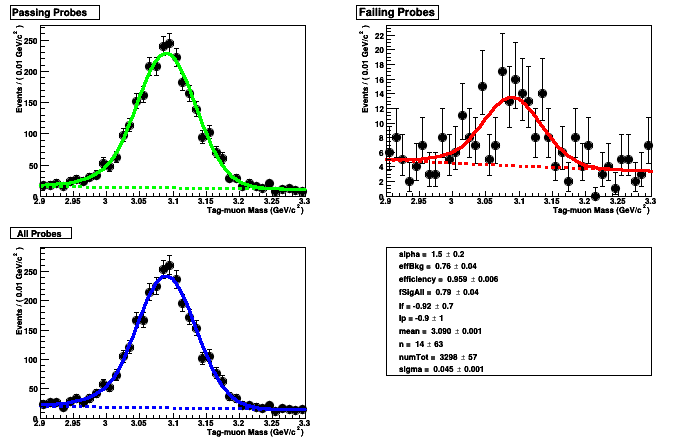 Passing Probes
Events / ( 0.01 GeV/c² )
250
200
150
100
50
0
2.9 2.95 3 3.05 3.1 3.15 3.2 3.25 3.3
Tag-muon Mass (GeV/c²)
Failing Probes
Events / ( 0.01 GeV/c² )
22
20
18
16
14
12
10
8
6
4
2
0
2.9 2.95 3 3.05 3.1 3.15 3.2 3.25 3.3
Tag-muon Mass (GeV/c²)
All Probes
Events / ( 0.01 GeV/c² )
250
200
150
100
50
2.9 2.95 3 3.05 3.1 3.15 3.2 3.25 3.3
Tag-muon Mass (GeV/c²)
alpha = 1.5 ± 0.2
effBkg = 0.76 ± 0.04
efficiency = 0.959 ± 0.006
fSigAll = 0.79 ± 0.04
lf = -0.92 ± 0.7
lp = -0.9 ± 1
mean = 3.090 ± 0.001
n = 14 ± 63
numTot = 3298 ± 57
sigma = 0.045 ± 0.001